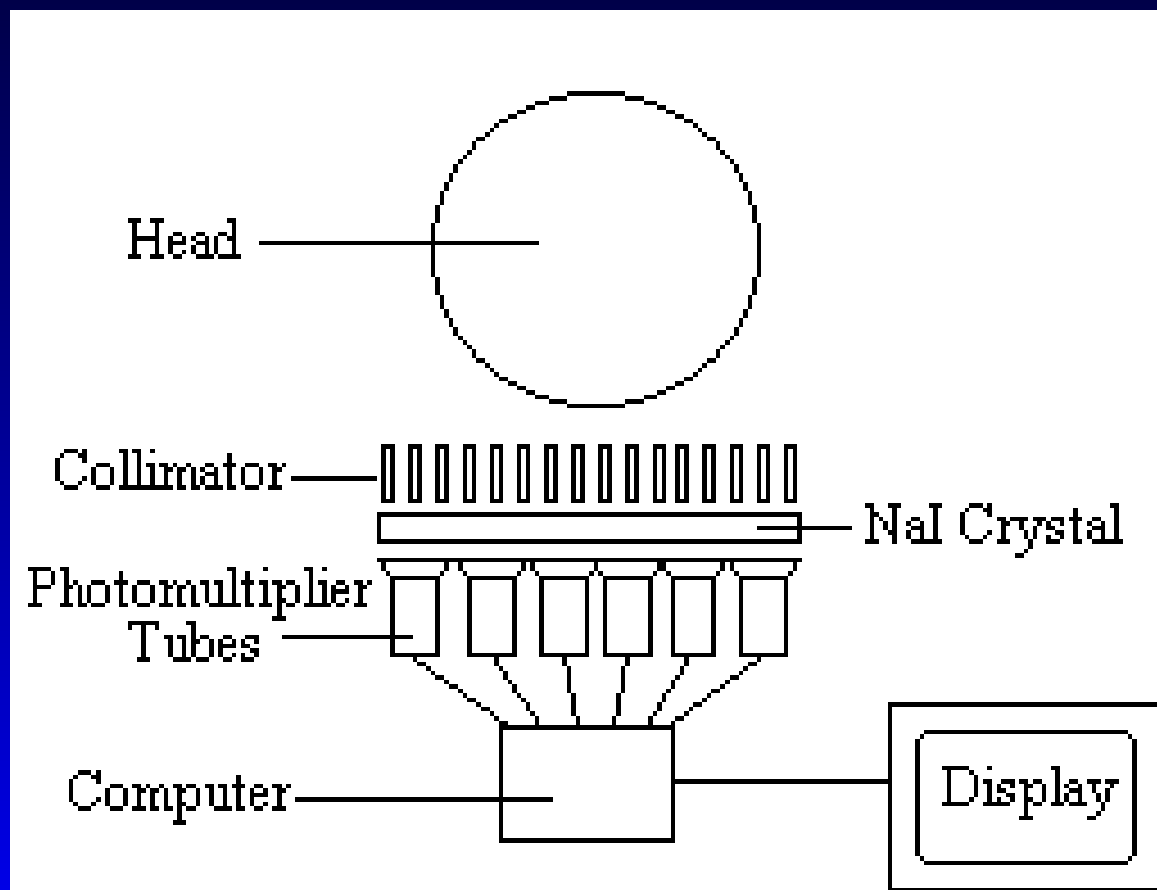 Head
Collimator
NaI Crystal
Photomultiplier
Tubes
Computer
Display